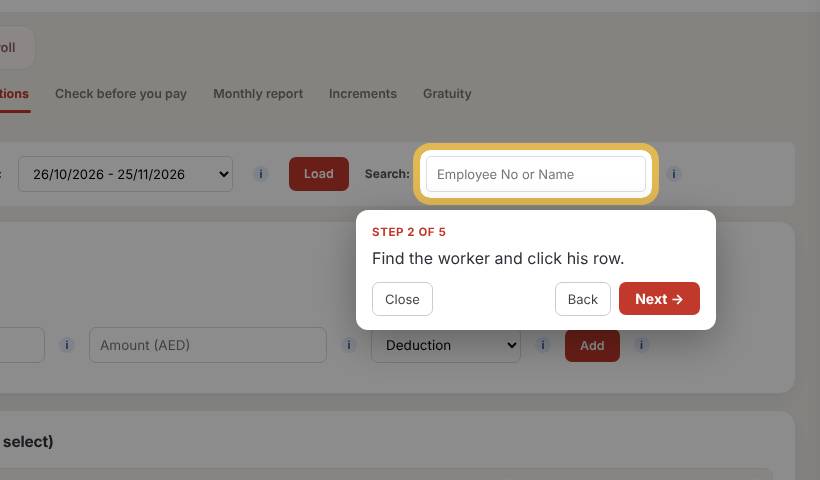 oll
tions Check before you pay Monthly report Increments Gratuity
: 26/10/2026 - 25/11/2026 i Load Search: Employee No or Name i
STEP 2 OF 5
Find the worker and click his row.
Close Back Next →
i Amount (AED) i Deduction i Add i
select)